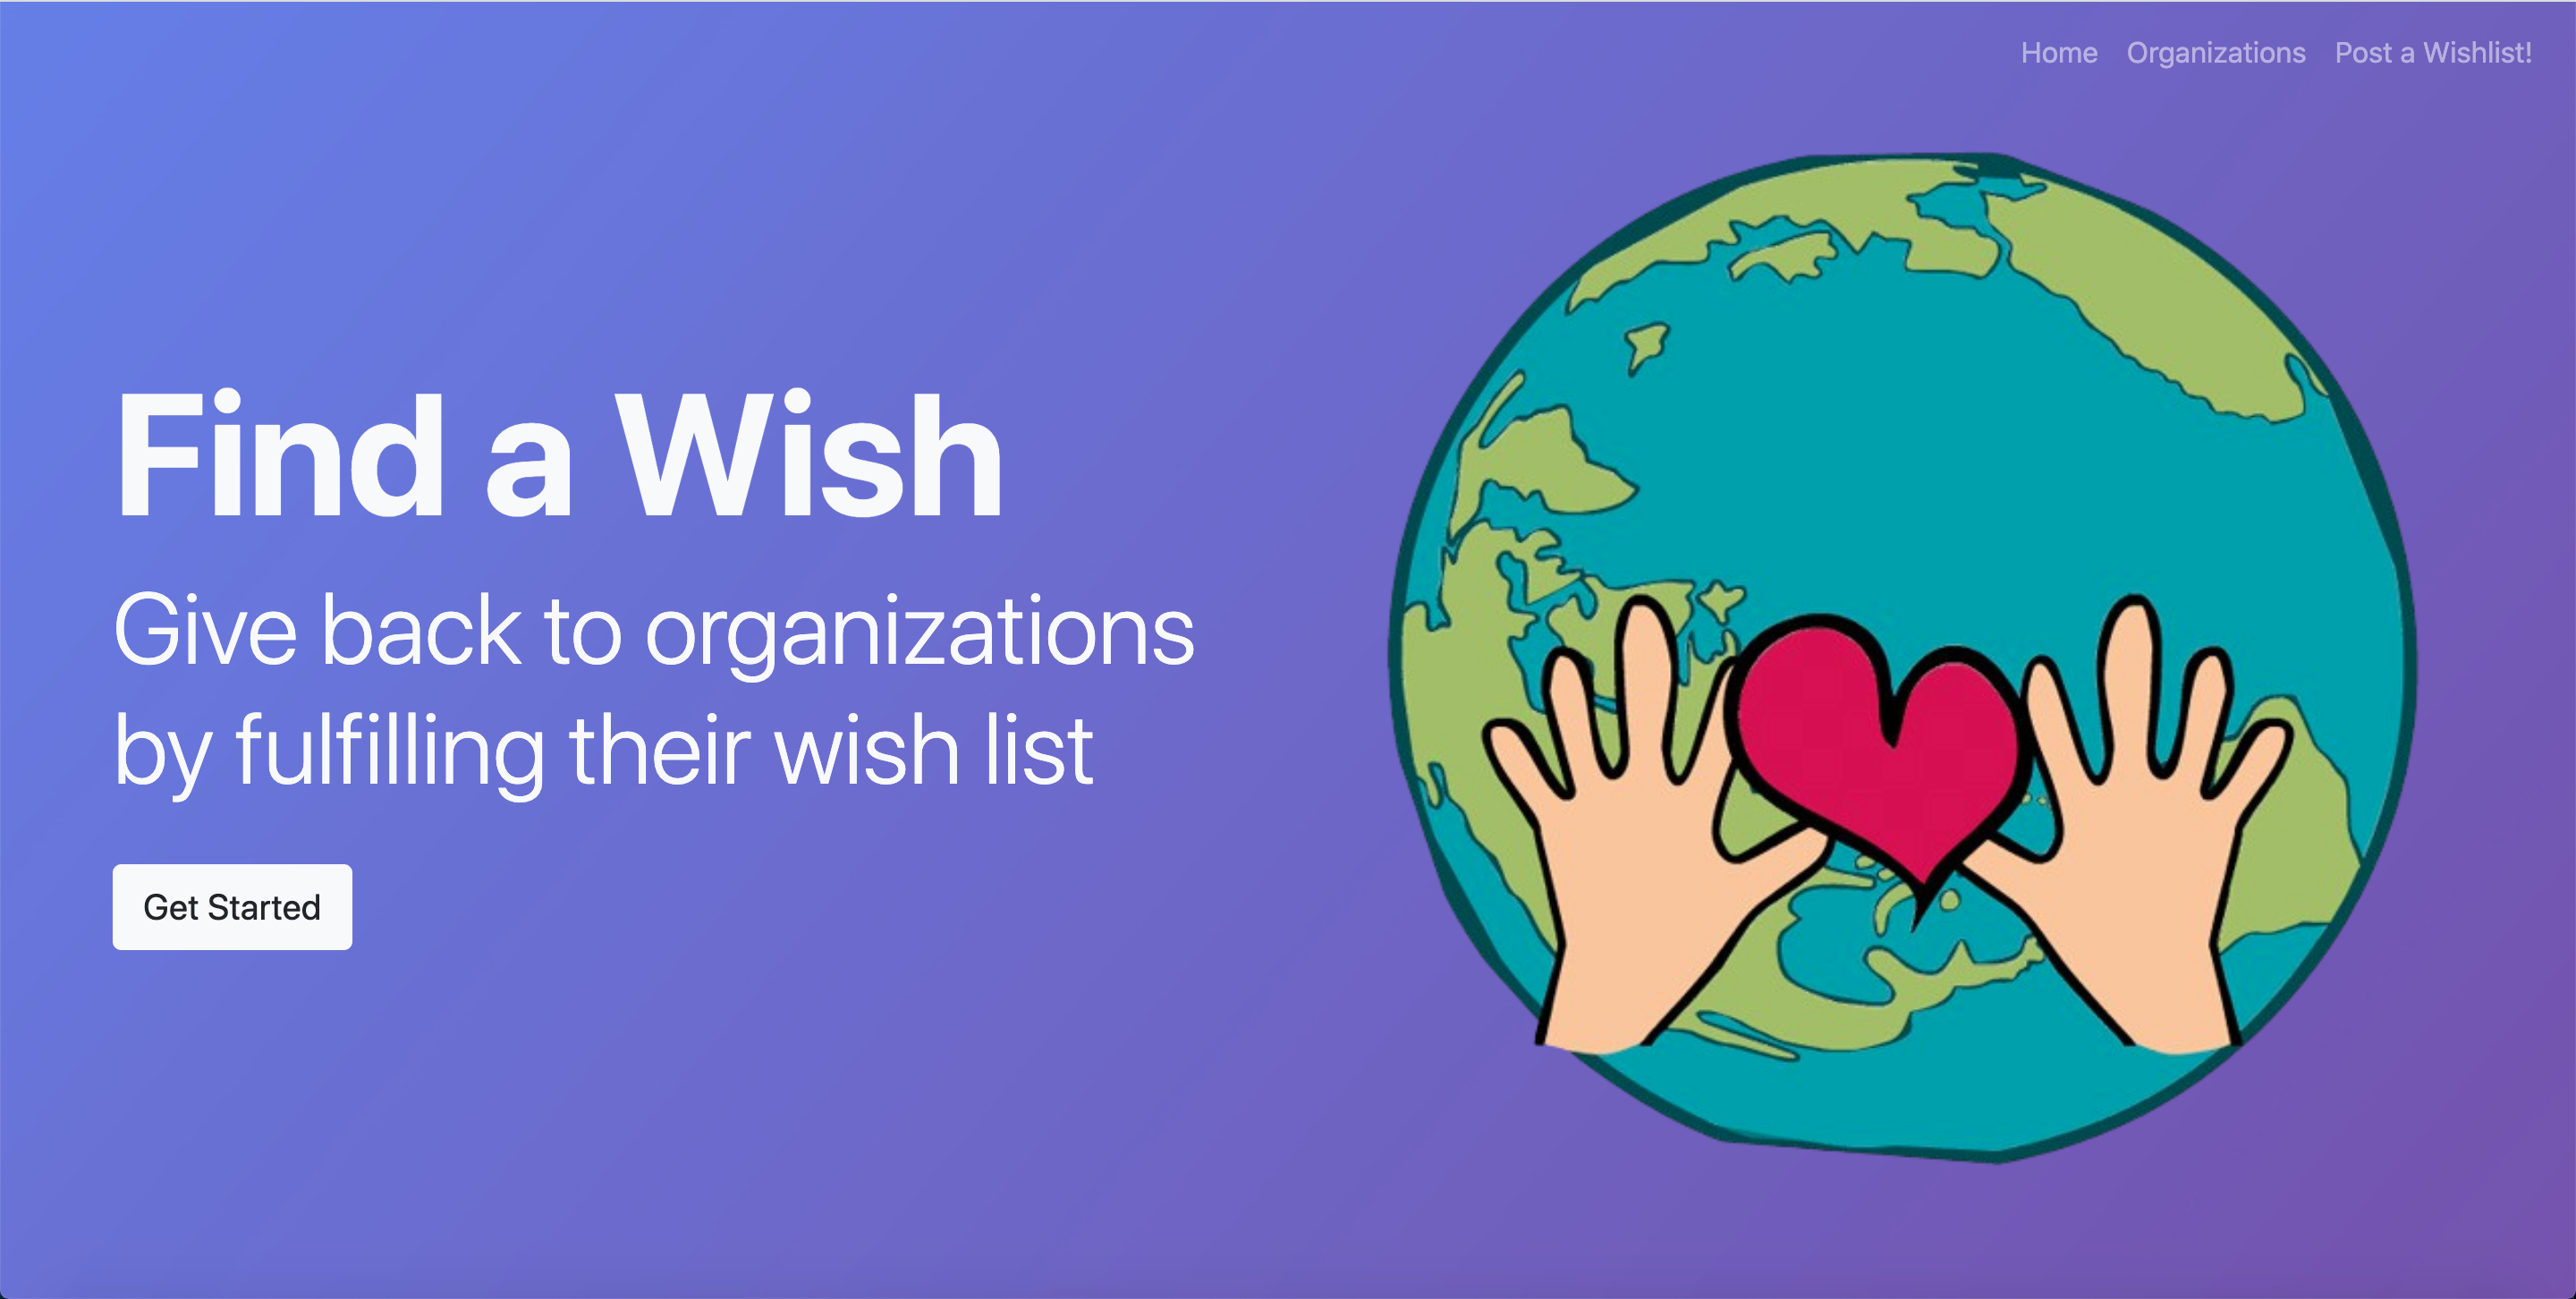 Home Organizations Post a Wishlist!
Find a Wish
Give back to organizations
by fulfilling their wish list
Get Started